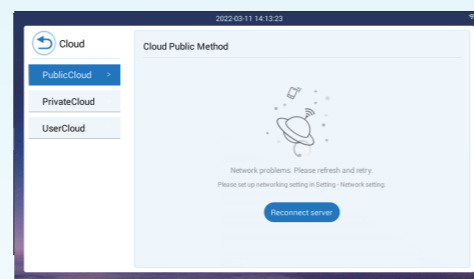 2022-03-11 14:13:23
Cloud
Cloud Public Method
PublicCloud >
PrivateCloud
UserCloud
Network problems. Please refresh and retry.
Please set up networking setting in Setting - Network setting.
Reconnect server